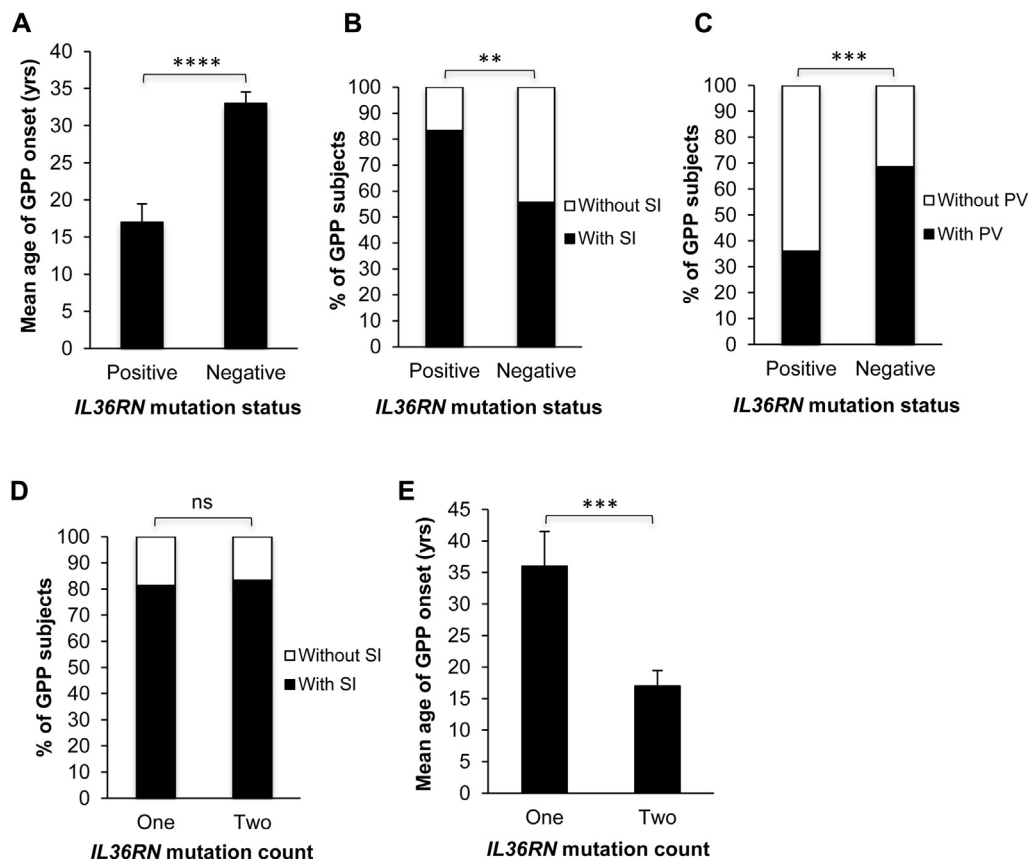 A
Mean age of GPP onset (yrs)
40
35
30
25
20
15
10
5
0
****
Positive Negative
IL36RN mutation status
B
% of GPP subjects
100
90
80
70
60
50
40
30
20
10
0
**
Without SI
With SI
Positive Negative
IL36RN mutation status
C
% of GPP subjects
100
90
80
70
60
50
40
30
20
10
0
***
Without PV
With PV
Positive Negative
IL36RN mutation status
D
% of GPP subjects
100
90
80
70
60
50
40
30
20
10
0
ns
Without SI
With SI
One Two
IL36RN mutation count
E
Mean age of GPP onset (yrs)
45
40
35
30
25
20
15
10
5
0
***
One Two
IL36RN mutation count